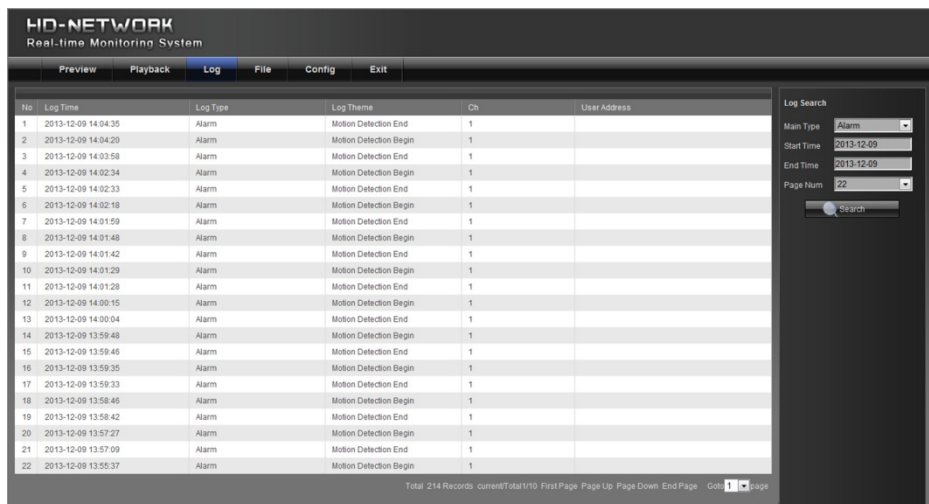 HD-NETWORK
Real-time Monitoring System
Preview Playback Log File Config Exit
No Log Time Log Type Log Theme Ch User Address
1 2013-12-09 14:04:35 Alarm Motion Detection End 1
2 2013-12-09 14:04:20 Alarm Motion Detection Begin 1
3 2013-12-09 14:03:58 Alarm Motion Detection End 1
4 2013-12-09 14:02:34 Alarm Motion Detection Begin 1
5 2013-12-09 14:02:33 Alarm Motion Detection End 1
6 2013-12-09 14:02:18 Alarm Motion Detection Begin 1
7 2013-12-09 14:01:59 Alarm Motion Detection End 1
8 2013-12-09 14:01:48 Alarm Motion Detection Begin 1
9 2013-12-09 14:01:42 Alarm Motion Detection End 1
10 2013-12-09 14:01:29 Alarm Motion Detection Begin 1
11 2013-12-09 14:01:28 Alarm Motion Detection End 1
12 2013-12-09 14:00:15 Alarm Motion Detection Begin 1
13 2013-12-09 14:00:04 Alarm Motion Detection End 1
14 2013-12-09 13:59:48 Alarm Motion Detection Begin 1
15 2013-12-09 13:59:46 Alarm Motion Detection End 1
16 2013-12-09 13:59:35 Alarm Motion Detection Begin 1
17 2013-12-09 13:59:33 Alarm Motion Detection End 1
18 2013-12-09 13:58:46 Alarm Motion Detection Begin 1
19 2013-12-09 13:58:42 Alarm Motion Detection End 1
20 2013-12-09 13:57:27 Alarm Motion Detection Begin 1
21 2013-12-09 13:57:09 Alarm Motion Detection End 1
22 2013-12-09 13:55:37 Alarm Motion Detection Begin 1
Total 214 Records current/Total1/10 First Page Page Up Page Down End Page Goto 1 page
Log Search
Main Type Alarm
Start Time 2013-12-09
End Time 2013-12-09
Page Num 22
Search